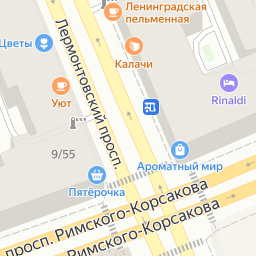 Ленинградская
пельменная
Цветы
Калачи
Лермонтовский просп.
Уют
Rinaldi
9/55
Ароматный мир
Пятёрочка
просп. Римского-Корсакова
Римского-Корсакова